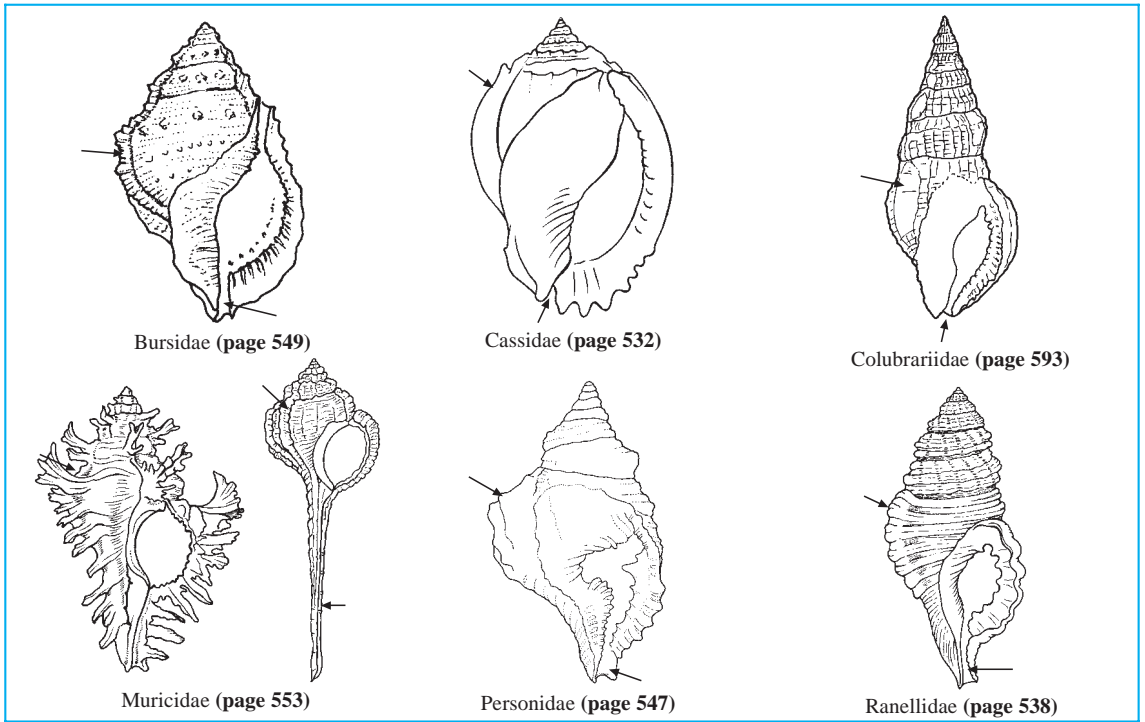 Bursidae (page 549)
Cassidae (page 532)
Colubrariidae (page 593)
Muricidae (page 553)
Personidae (page 547)
Ranellidae (page 538)